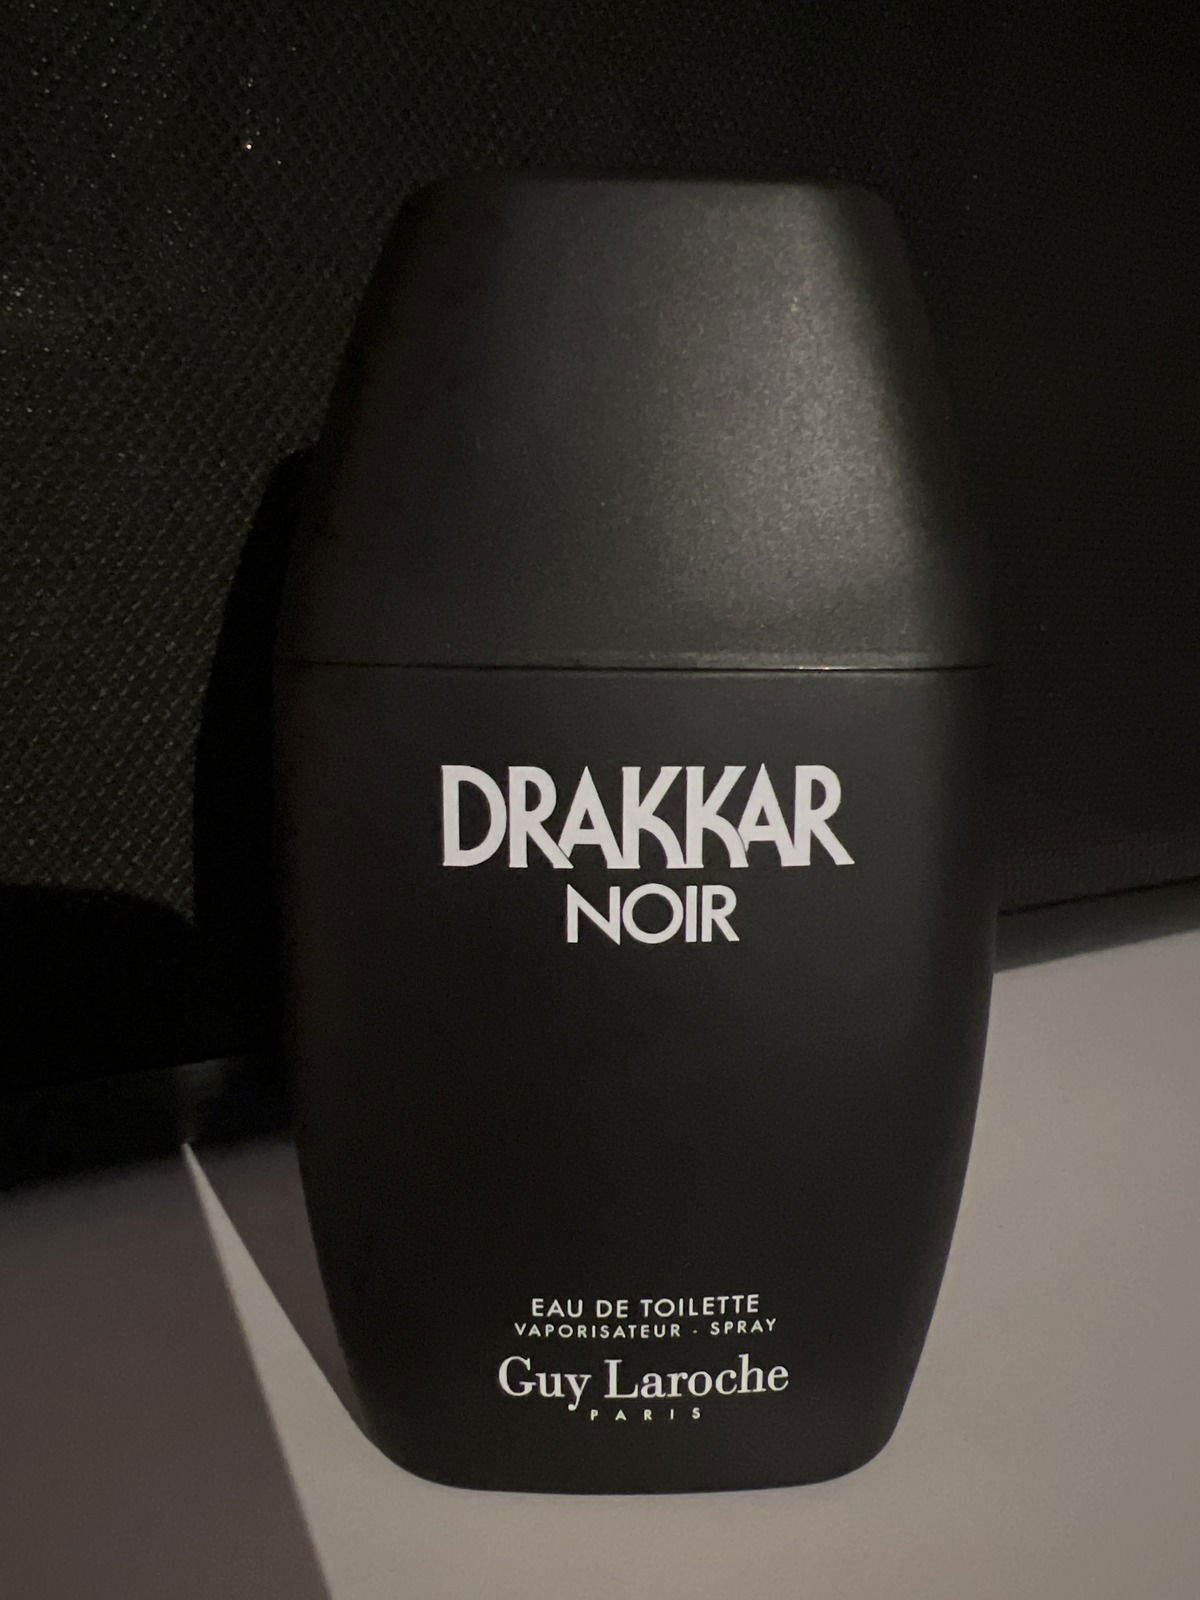 DRAKKAR
NOIR
EAU DE TOILETTE
VAPORISATEUR - SPRAY
Guy Laroche
PARIS